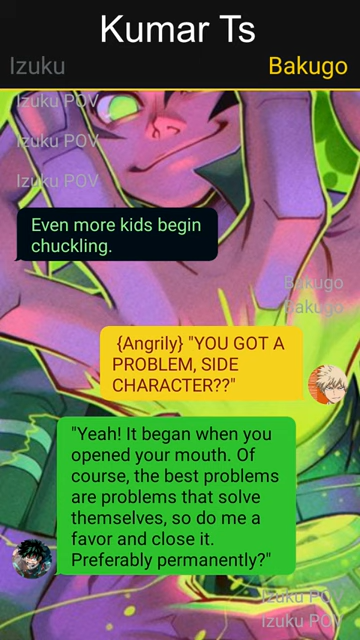 Kumar Ts
Izuku
Bakugo
Izuku POV
Izuku POV
Izuku POV
Even more kids begin
chuckling.
Bakugo
Bakugo
{Angrily} "YOU GOT A
PROBLEM, SIDE
CHARACTER??"
"Yeah! It began when you
opened your mouth. Of
course, the best problems
are problems that solve
themselves, so do me a
favor and close it.
Preferably permanently?"
Izuku POV
Izuku POV